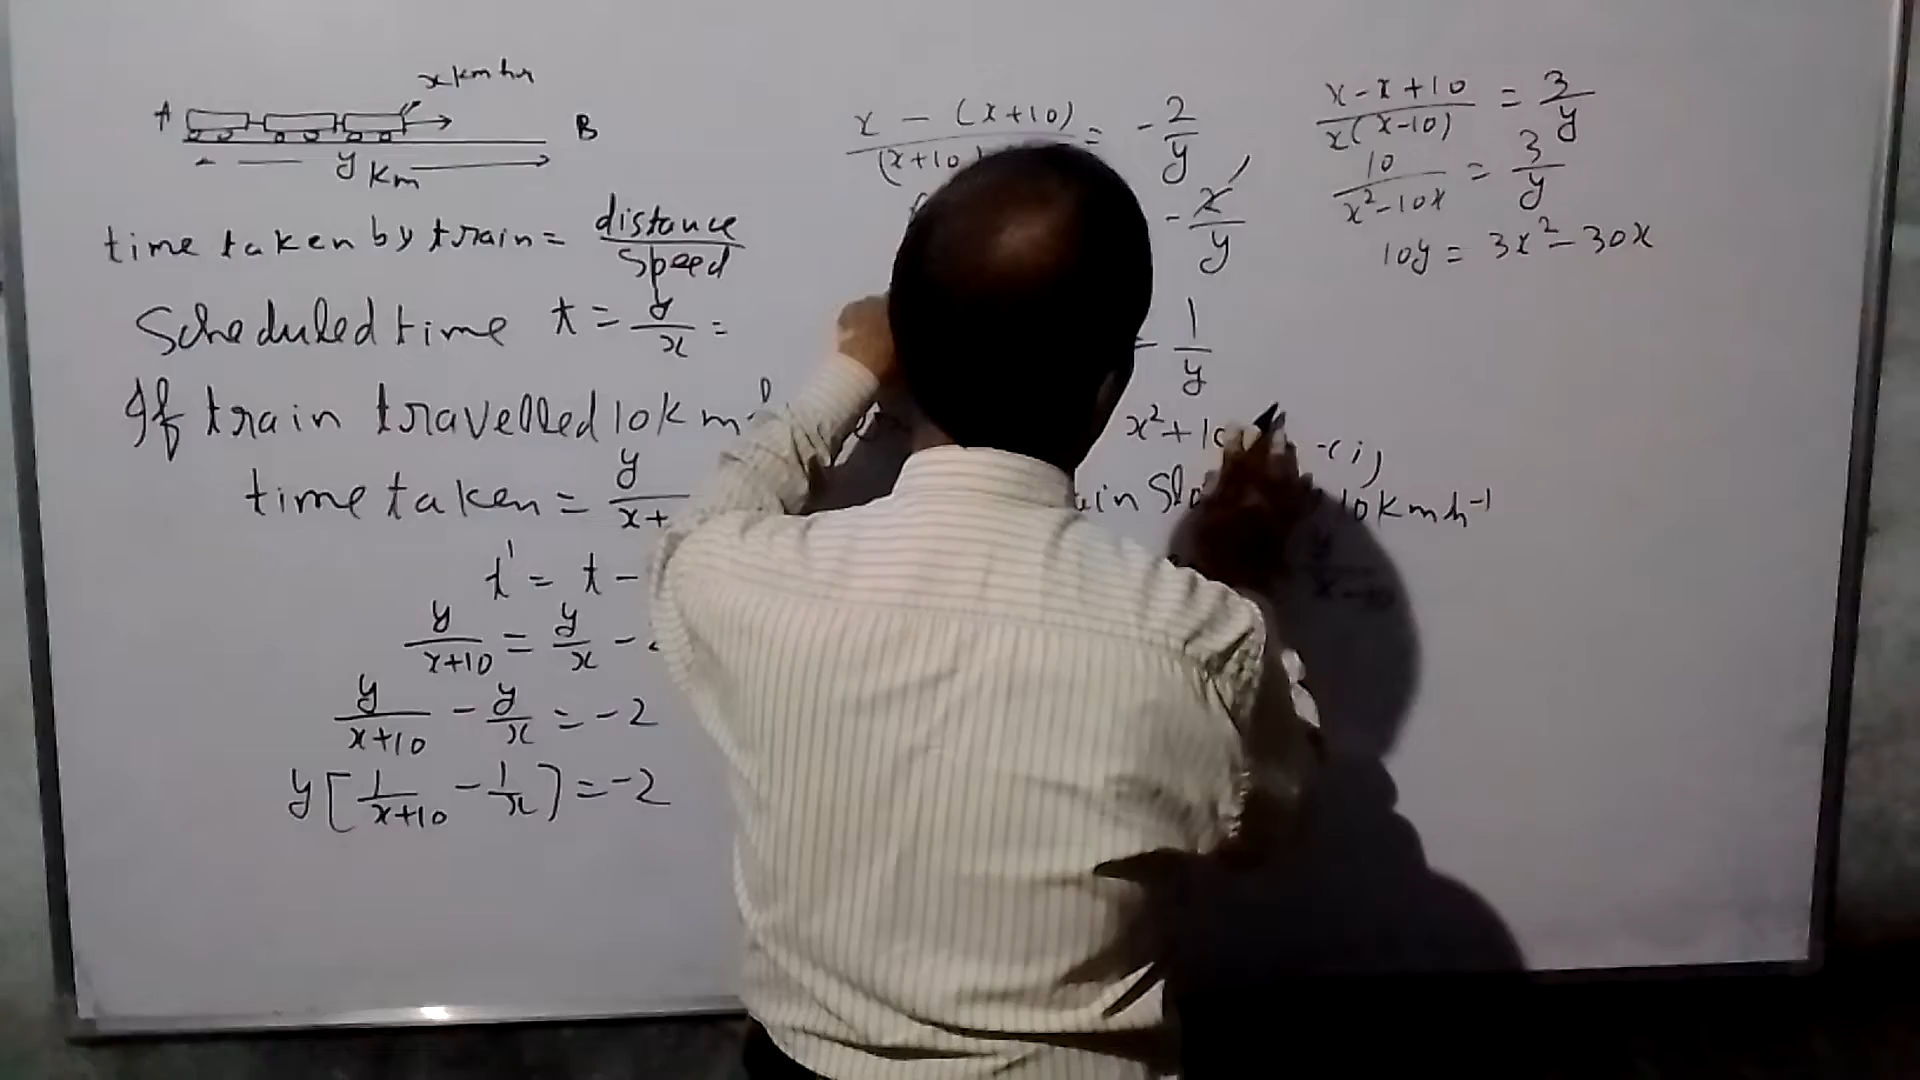 x km hr
A B
y km
time taken by train = distance/speed
Scheduled time t = y/x =
If train travelled 10 km
time taken = y/x+
t' = t -
y/x+10 = y/x -
y/x+10 - y/x = -2
y[1/x+10 - 1/x] = -2
x - (x+10)/(x+10) = -2/y
-2/y
1/y
x²+10 -(i)
10 km h-1
x-x+10/x(x-10) = 3/y
10/x²-10x = 3/y
10y = 3x²-30x